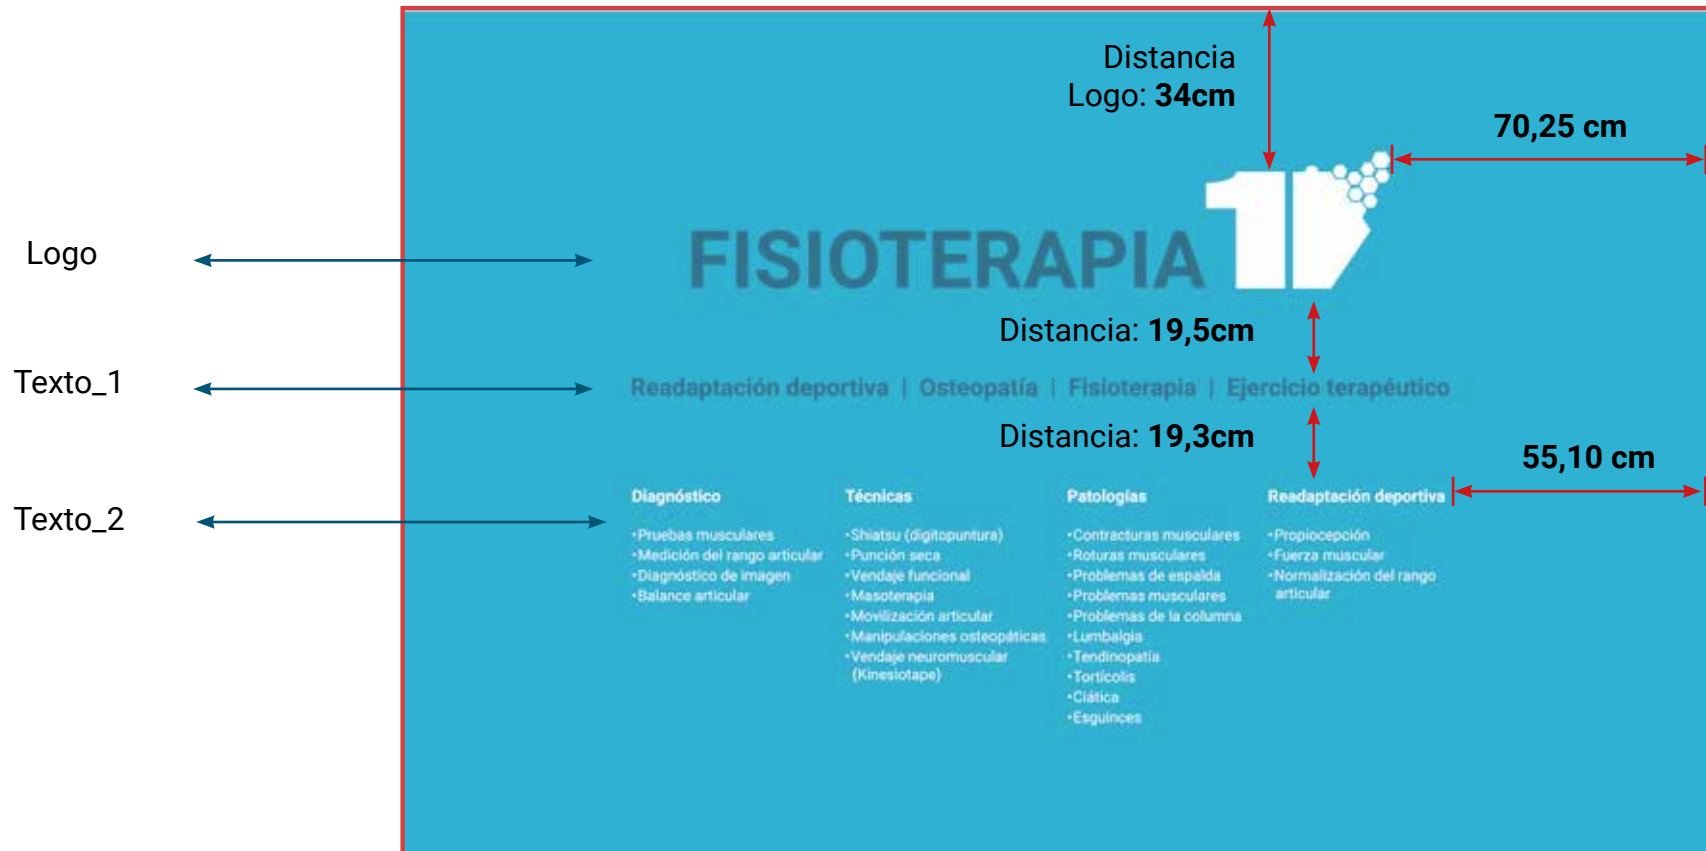 Distancia
Logo: 34cm
70,25 cm
Logo
FISIOTERAPIA 1D
Distancia: 19,5cm
Texto_1
Readaptación deportiva | Osteopatía | Fisioterapia | Ejercicio terapéutico
Distancia: 19,3cm
55,10 cm
Texto_2
Diagnóstico
•Pruebas musculares
•Medición del rango articular
•Diagnóstico de imagen
•Balance articular
Técnicas
•Shiatsu (digitopuntura)
•Punción seca
•Vendaje funcional
•Masoterapia
•Movilización articular
•Manipulaciones osteopáticas
•Vendaje neuromuscular
(Kinesiotape)
Patologías
•Contracturas musculares
•Roturas musculares
•Problemas de espalda
•Problemas musculares
•Problemas de la columna
•Lumbalgia
•Tendinopatía
•Tortícolis
•Ciática
•Esguinces
Readaptación deportiva
•Propiocepción
•Fuerza muscular
•Normalización del rango
articular